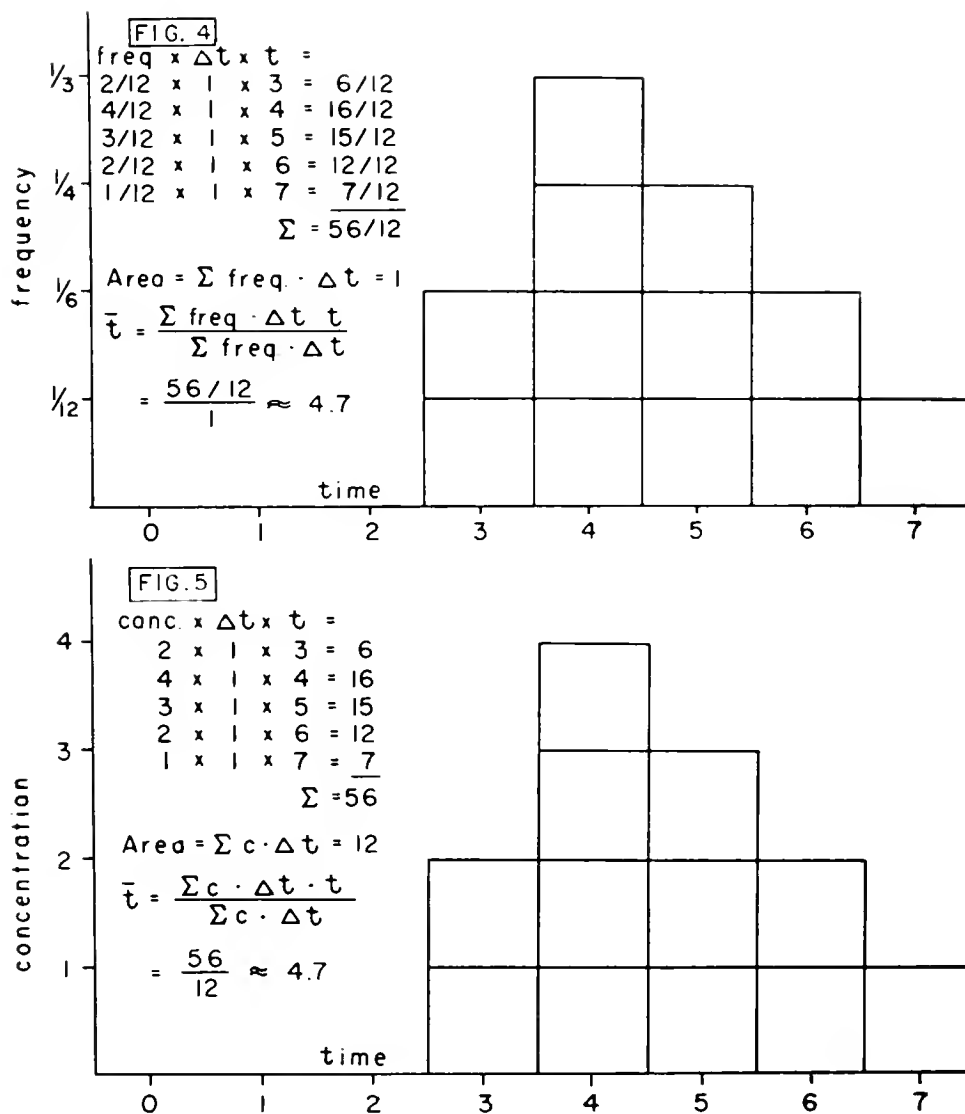 FIG. 4
freq x Δt x t =
2/12 x 1 x 3 = 6/12
4/12 x 1 x 4 = 16/12
3/12 x 1 x 5 = 15/12
2/12 x 1 x 6 = 12/12
1/12 x 1 x 7 = 7/12
Σ = 56/12
Area = Σ freq. · Δt = 1
t̄ = Σ freq · Δt t / Σ freq · Δt
= 56/12 / 1 ≈ 4.7
frequency
1/3
1/4
1/6
1/12
time
0 1 2 3 4 5 6 7
FIG. 5
conc. x Δt x t =
2 x 1 x 3 = 6
4 x 1 x 4 = 16
3 x 1 x 5 = 15
2 x 1 x 6 = 12
1 x 1 x 7 = 7
Σ = 56
Area = Σ c · Δt = 12
t̄ = Σ c · Δt · t / Σ c · Δt
= 56 / 12 ≈ 4.7
concentration
4
3
2
1
time
0 1 2 3 4 5 6 7